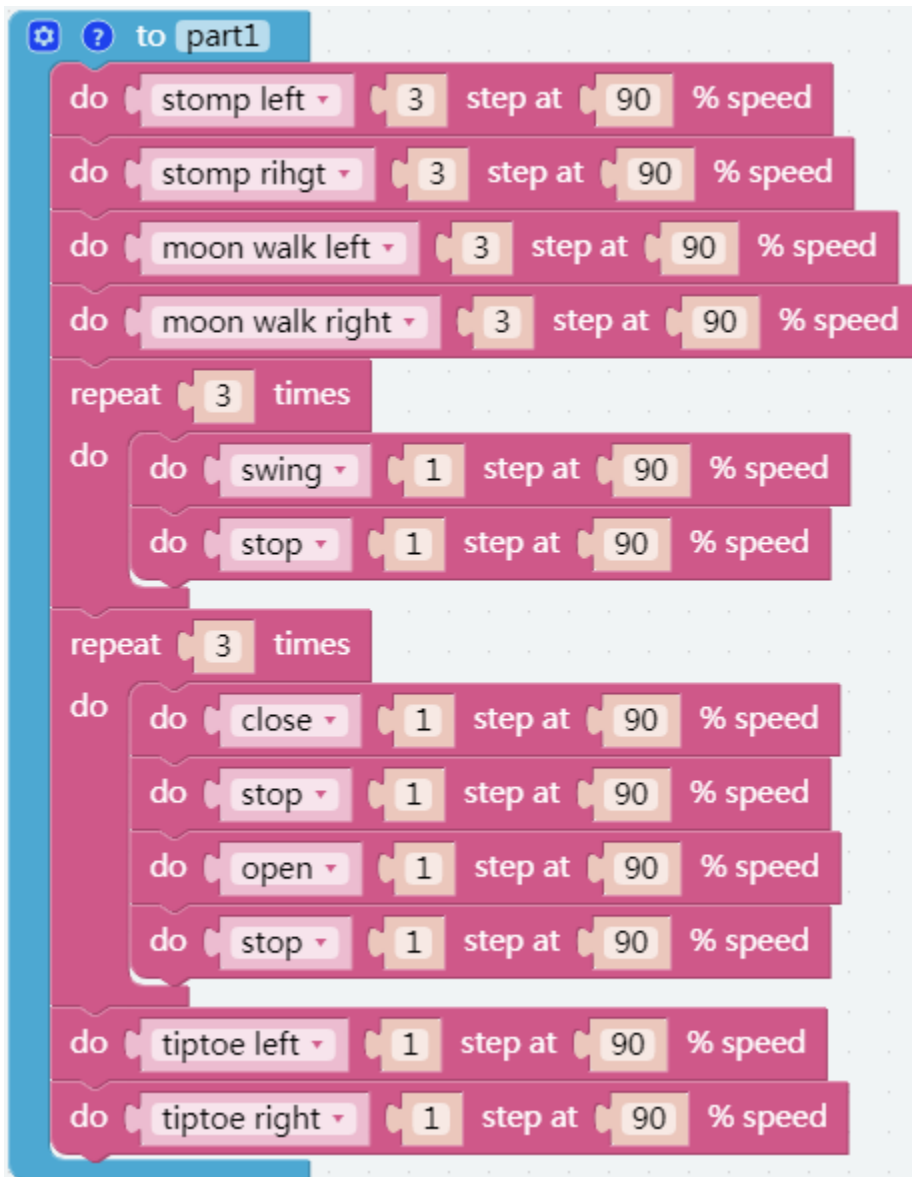 ? to part1
do stomp left 3 step at 90 % speed
do stomp rihgt 3 step at 90 % speed
do moon walk left 3 step at 90 % speed
do moon walk right 3 step at 90 % speed
repeat 3 times
do do swing 1 step at 90 % speed
do stop 1 step at 90 % speed
repeat 3 times
do do close 1 step at 90 % speed
do stop 1 step at 90 % speed
do open 1 step at 90 % speed
do stop 1 step at 90 % speed
do tiptoe left 1 step at 90 % speed
do tiptoe right 1 step at 90 % speed